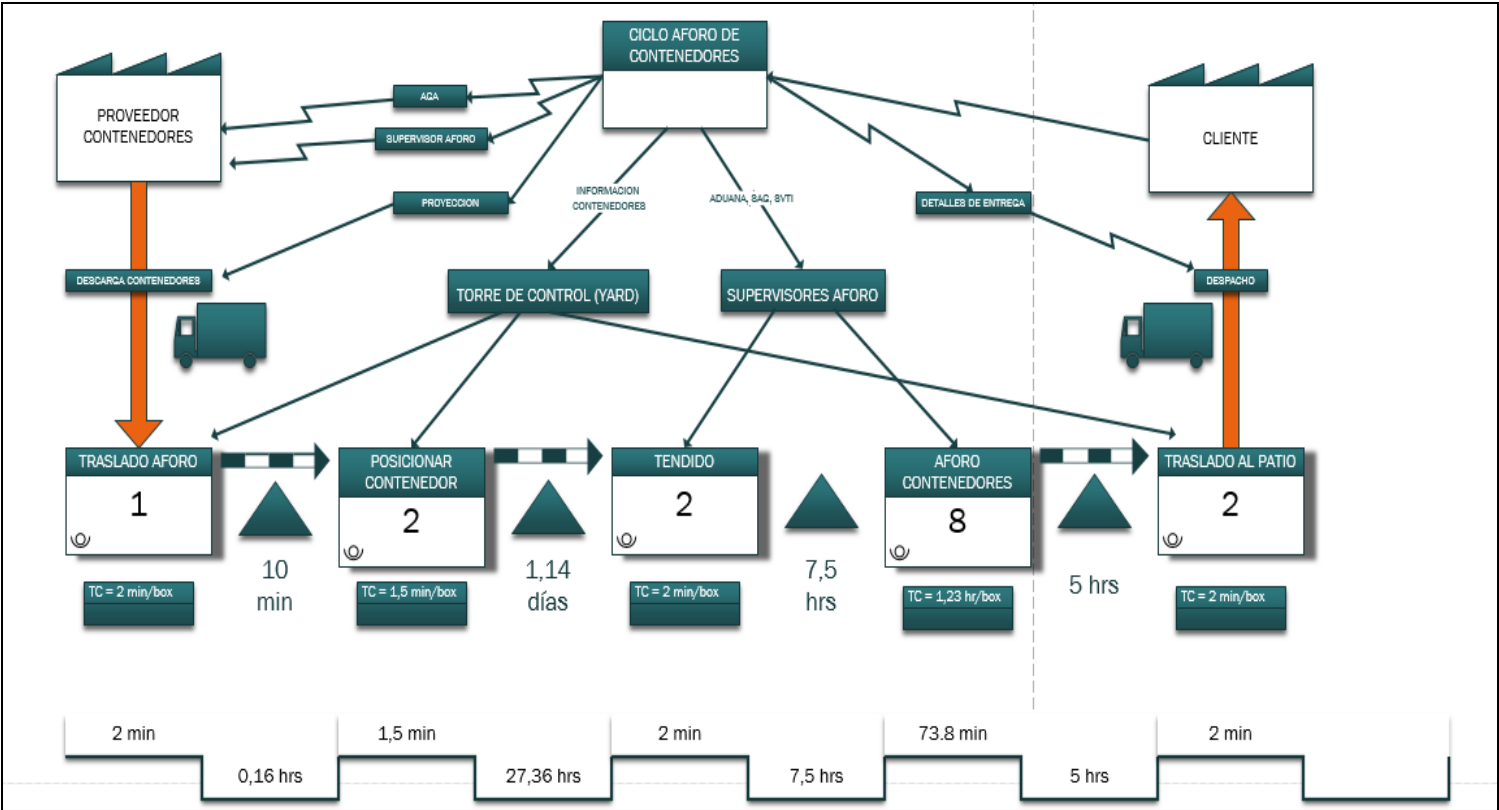 CICLO AFORO DE
CONTENEDORES
PROVEEDOR
CONTENEDORES
AGA
SUPERVISOR AFORO
PROYECCION
INFORMACION
CONTENEDORES
ADUANA, SAG, SVTI
DETALLES DE ENTREGA
CLIENTE
DESCARGA CONTENEDORES
TORRE DE CONTROL (YARD)
SUPERVISORES AFORO
DESPACHO
TRASLADO AFORO
1
TC = 2 min/box
10
min
POSICIONAR
CONTENEDOR
2
TC = 1,5 min/box
1,14
días
TENDIDO
2
TC = 2 min/box
7,5
hrs
AFORO
CONTENEDORES
8
TC = 1,23 hr/box
5 hrs
TRASLADO AL PATIO
2
TC = 2 min/box
2 min
0,16 hrs
1,5 min
27,36 hrs
2 min
7,5 hrs
73.8 min
5 hrs
2 min